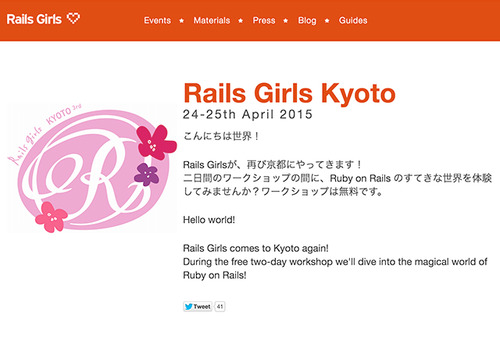 Rails Girls
Events ★ Materials ★ Press ★ Blog ★ Guides
Rails Girls KYOTO 3rd
R
Rails Girls Kyoto
24-25th April 2015
こんにちは世界！
Rails Girlsが、再び京都にやってきます！
二日間のワークショップの間に、Ruby on Rails のすてきな世界を体験
してみませんか？ワークショップは無料です。
Hello world!
Rails Girls comes to Kyoto again!
During the free two-day workshop we'll dive into the magical world of
Ruby on Rails!
Tweet 41